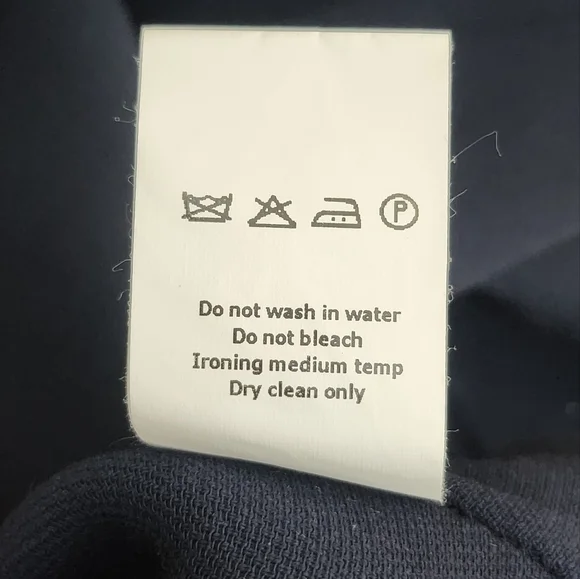 P
Do not wash in water
Do not bleach
Ironing medium temp
Dry clean only